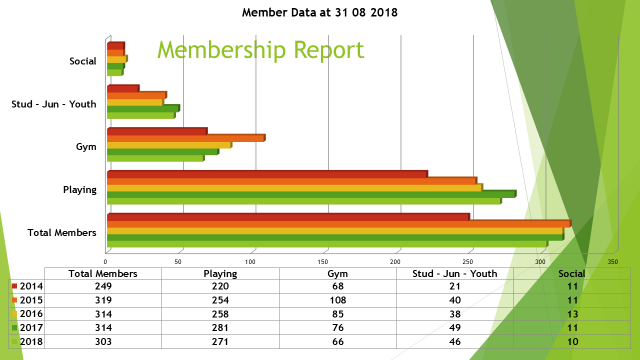 Member Data at 31 08 2018
Membership Report
Social
Stud - Jun - Youth
Gym
Playing
Total Members
0 50 100 150 200 250 300 350
Total Members Playing Gym Stud - Jun - Youth Social
2014 249 220 68 21 11
2015 319 254 108 40 11
2016 314 258 85 38 13
2017 314 281 76 49 11
2018 303 271 66 46 10